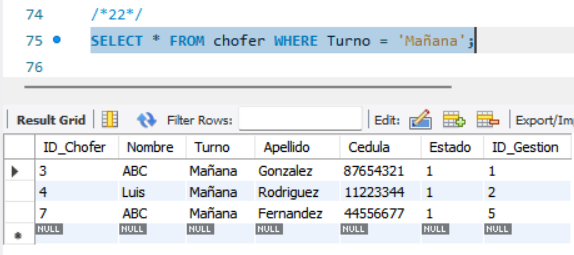 74 /*22*/
75 SELECT * FROM chofer WHERE Turno = 'Mañana';
76
Result Grid Filter Rows: Edit: Export/Im
ID_Chofer Nombre Turno Apellido Cedula Estado ID_Gestion
3 ABC Mañana Gonzalez 87654321 1 1
4 Luis Mañana Rodriguez 11223344 1 2
7 ABC Mañana Fernandez 44556677 1 5
NULL NULL NULL NULL NULL NULL NULL